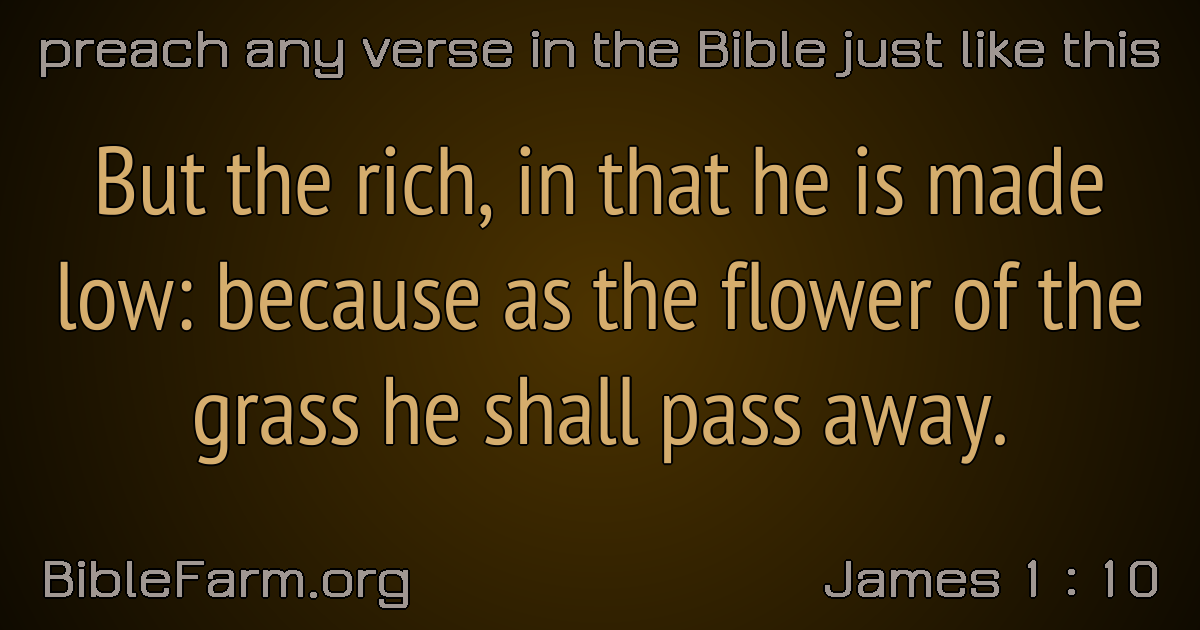 preach any verse in the Bible just like this
But the rich, in that he is made
low: because as the flower of the
grass he shall pass away.
BibleFarm.org
James 1 : 10